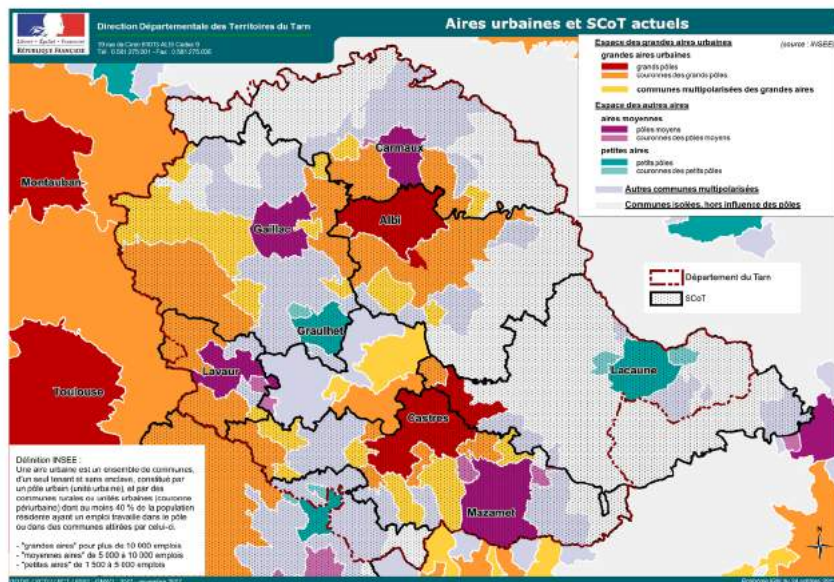 Liberté • Égalité • Fraternité
RÉPUBLIQUE FRANÇAISE
Direction Départementale des Territoires du Tarn
Aires urbaines et SCoT actuels
Espace des grandes aires urbaines
(source : INSEE)
grandes aires urbaines
grands pôles
couronnes des grands pôles
communes multipolarisées des grandes aires
Espace des autres aires
aires moyennes
pôles moyens
couronnes des pôles moyens
petites aires
petits pôles
couronnes des petits pôles
Autres communes multipolarisées
Communes isolées, hors influence des pôles
Département du Tarn
SCoT
Carmaux
Montauban
Albi
Gaillac
Graulhet
Lavaur
Lacaune
Toulouse
Castres
Mazamet
N
Définition INSEE :
Une aire urbaine est un ensemble de communes,
d'un seul tenant et sans enclave, constitué par
un pôle urbain (unité urbaine), et par des
communes rurales ou unités urbaines (couronne
périurbaine) dont au moins 40 % de la population
résidente ayant un emploi travaille dans le pôle
ou dans des communes attirées par celui-ci.
- "grandes aires" pour plus de 10 000 emplois
- "moyennes aires" de 5 000 à 10 000 emplois
- "petites aires" de 1 500 à 5 000 emplois